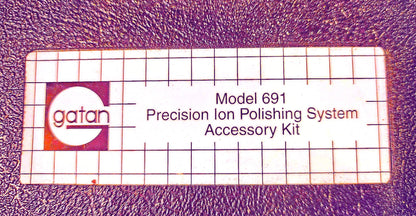 gatan
Model 691
Precision Ion Polishing System
Accessory Kit